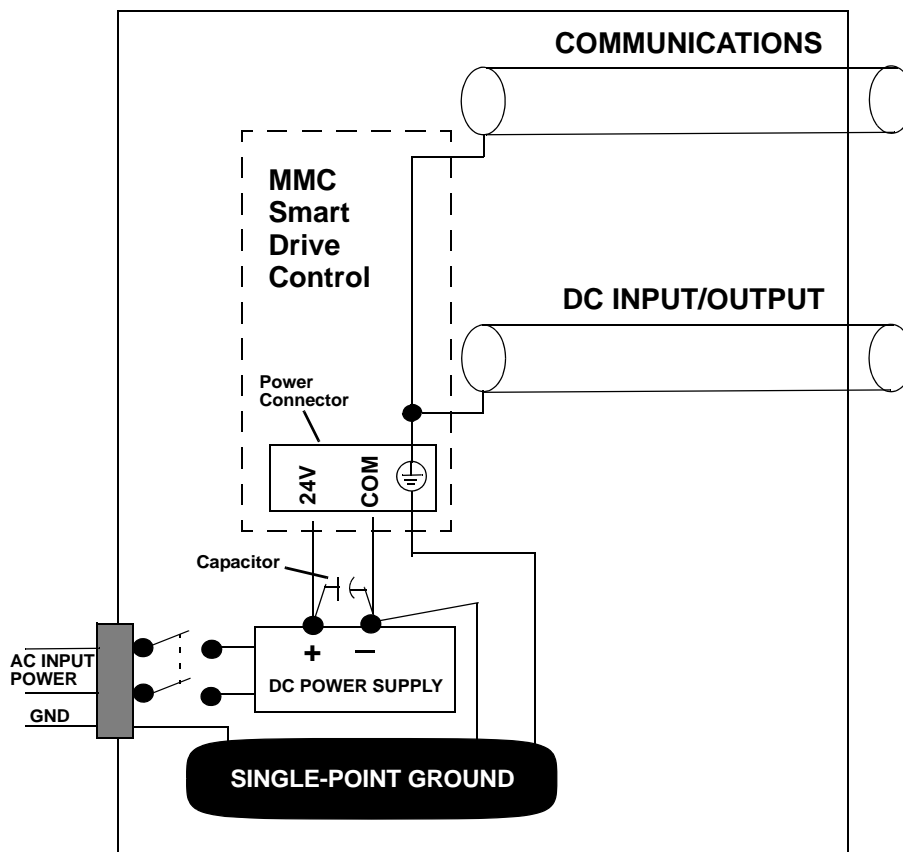 COMMUNICATIONS
MMC
Smart
Drive
Control
DC INPUT/OUTPUT
Power
Connector
24V
COM
Capacitor
+
–
DC POWER SUPPLY
AC INPUT
POWER
GND
SINGLE-POINT GROUND